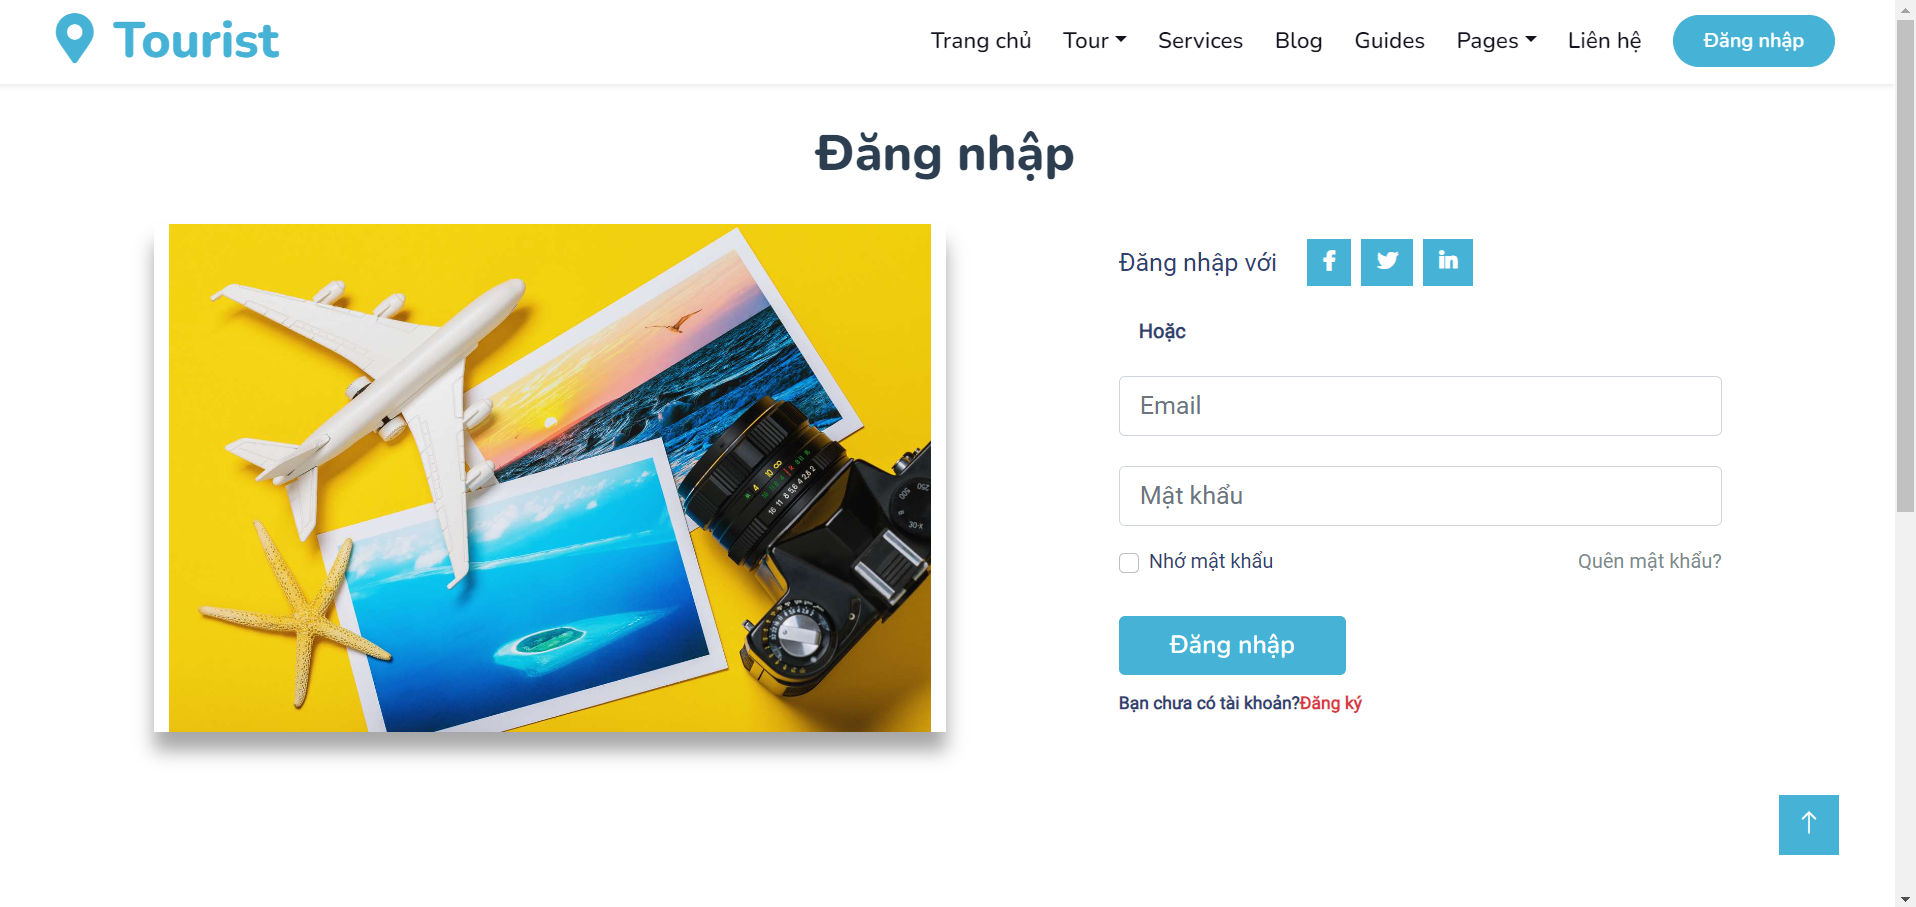 Tourist
Trang chủ Tour Services Blog Guides Pages Liên hệ Đăng nhập
Đăng nhập
Đăng nhập với
Hoặc
Email
Mật khẩu
Nhớ mật khẩu Quên mật khẩu?
Đăng nhập
Bạn chưa có tài khoản?Đăng ký